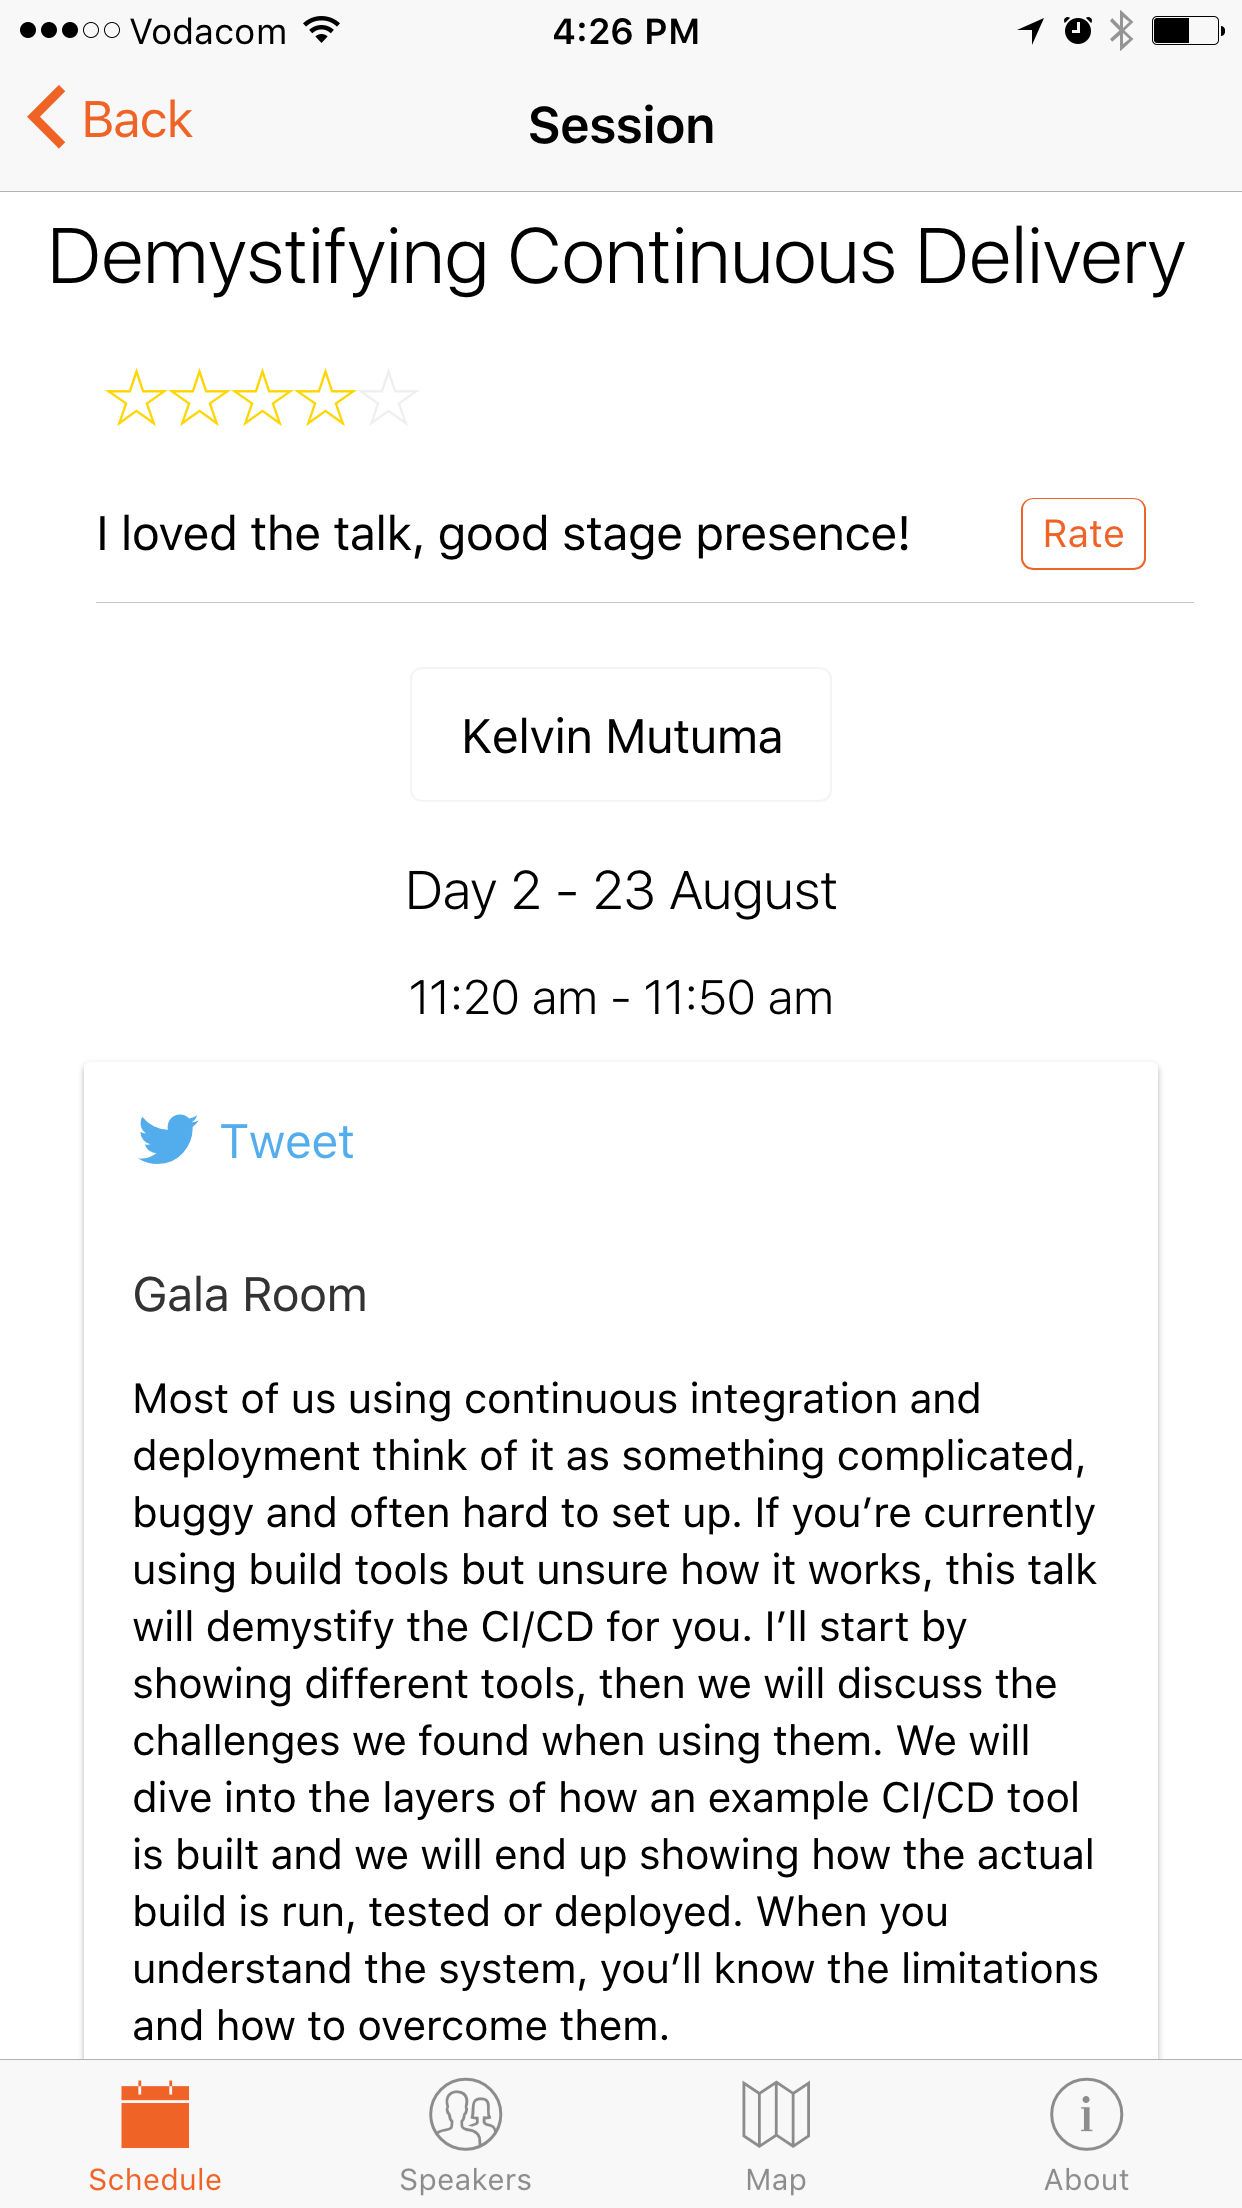 Vodacom 4:26 PM
Back Session
Demystifying Continuous Delivery
I loved the talk, good stage presence! Rate
Kelvin Mutuma
Day 2 - 23 August
11:20 am - 11:50 am
Tweet
Gala Room
Most of us using continuous integration and
deployment think of it as something complicated,
buggy and often hard to set up. If you’re currently
using build tools but unsure how it works, this talk
will demystify the CI/CD for you. I’ll start by
showing different tools, then we will discuss the
challenges we found when using them. We will
dive into the layers of how an example CI/CD tool
is built and we will end up showing how the actual
build is run, tested or deployed. When you
understand the system, you’ll know the limitations
and how to overcome them.
Schedule Speakers Map About